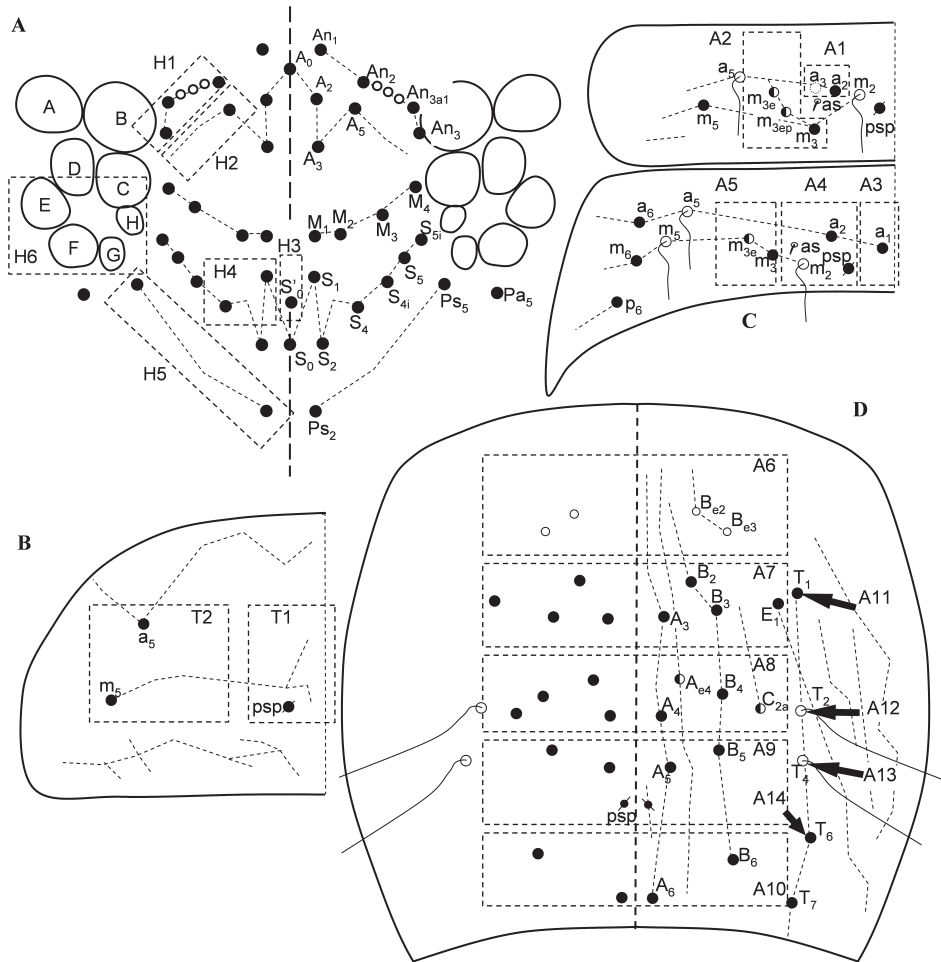 A
An₁
H1
A₀
An₂
A₂
An₃ₐ₁
A
B
A₅
An₃
H2
A₃
D
C
E
M₄
H
M₁
M₂
M₃
S₅ᵢ
F
G
H6
H4
H3
S'₀
S₁
S₅
S₄ᵢ
Ps₅
Pa₅
S₄
S₀
S₂
H5
Ps₂
A2
A1
a₅
a₃
a₂
m₂
m₃ₑ
as
m₅
m₃ₑₚ
m₃
psp
A5
A4
A3
a₆
a₅
a₂
a₁
m₆
m₅
m₃ₑ
as
m₃
m₂
psp
p₆
C
B
T2
T1
a₅
m₅
psp
D
A6
Bₑ₂
Bₑ₃
A7
B₂
T₁
B₃
A11
E₁
A₃
A8
Aₑ₄
B₄
C₂ₐ
T₂
A12
A₄
A9
B₅
A₅
T₄
A13
A14
psp
T₆
B₆
A₆
A10
T₇